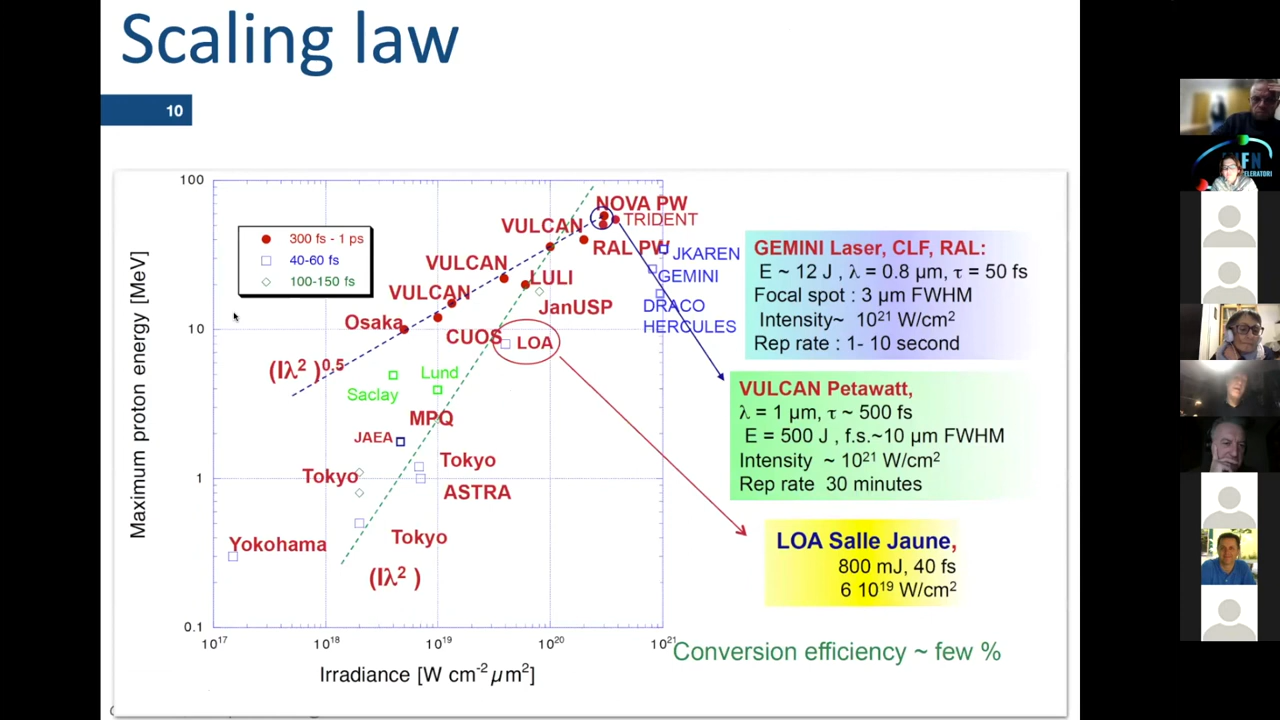 Scaling law
10
100
10
1
0.1
10¹⁷
10¹⁸
10¹⁹
10²⁰
10²¹
Maximum proton energy [MeV]
Irradiance [W cm⁻² µm²]
300 fs - 1 ps
40-60 fs
100-150 fs
NOVA PW
TRIDENT
VULCAN
RAL PW
JKAREN
VULCAN
LULI
GEMINI
VULCAN
JanUSP
DRACO
HERCULES
Osaka
CUOS
LOA
(Iλ²)⁰·⁵
Lund
Saclay
MPQ
JAEA
Tokyo
Tokyo
ASTRA
Yokohama
Tokyo
(Iλ² )
GEMINI Laser, CLF, RAL:
E ~ 12 J , λ = 0.8 µm, τ = 50 fs
Focal spot : 3 µm FWHM
Intensity~ 10²¹ W/cm²
Rep rate : 1- 10 second
VULCAN Petawatt,
λ = 1 µm, τ ~ 500 fs
E = 500 J , f.s.~10 µm FWHM
Intensity ~ 10²¹ W/cm²
Rep rate 30 minutes
LOA Salle Jaune,
800 mJ, 40 fs
6 10¹⁹ W/cm²
Conversion efficiency ~ few %